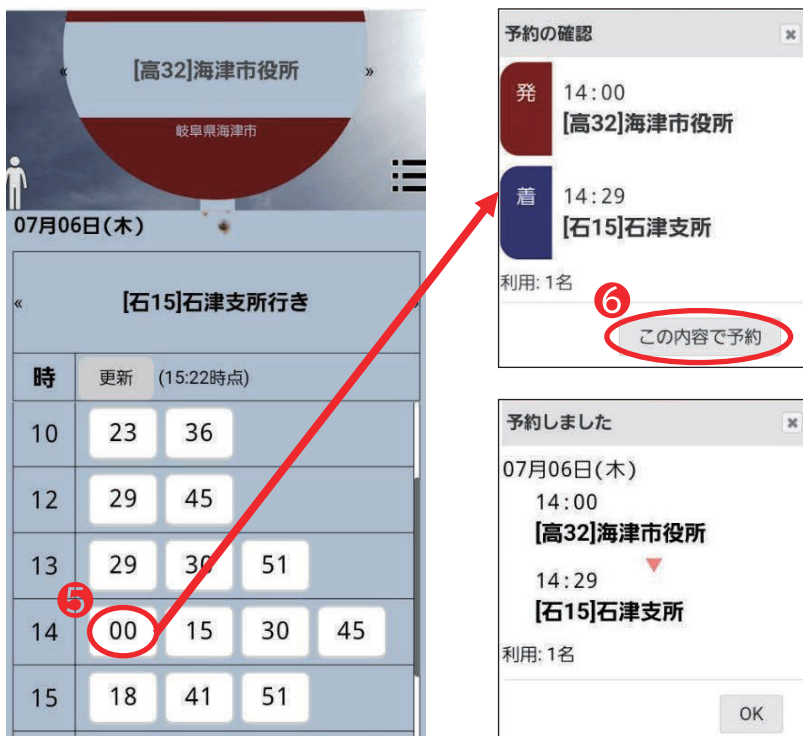 « [高32]海津市役所 »
岐阜県海津市
07月06日(木)
« [石15]石津支所行き »
時 更新 (15:22時点)
10 23 36
12 29 45
13 29 30 51
5
14 00 15 30 45
15 18 41 51
予約の確認
発 14:00
[高32]海津市役所
着 14:29
[石15]石津支所
利用: 1名
6
この内容で予約
予約しました
07月06日(木)
14:00
[高32]海津市役所
14:29
[石15]石津支所
利用: 1名
OK